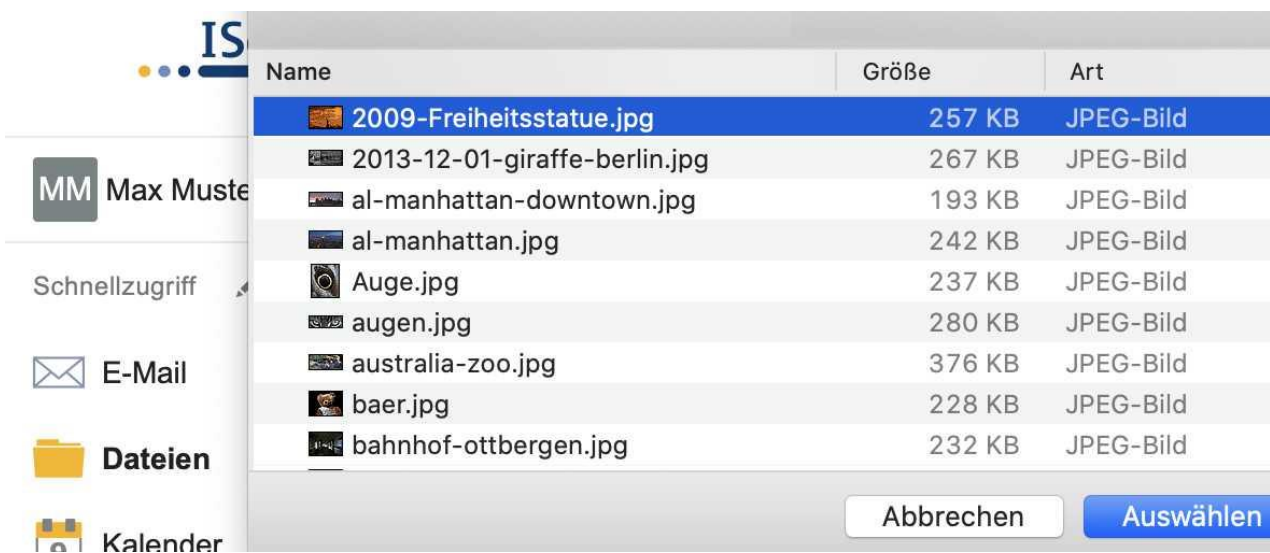 IS
Name Größe Art
2009-Freiheitsstatue.jpg 257 KB JPEG-Bild
2013-12-01-giraffe-berlin.jpg 267 KB JPEG-Bild
MM Max Muste
al-manhattan-downtown.jpg 193 KB JPEG-Bild
al-manhattan.jpg 242 KB JPEG-Bild
Schnellzugriff
Auge.jpg 237 KB JPEG-Bild
augen.jpg 280 KB JPEG-Bild
E-Mail
australia-zoo.jpg 376 KB JPEG-Bild
baer.jpg 228 KB JPEG-Bild
Dateien
bahnhof-ottbergen.jpg 232 KB JPEG-Bild
Abbrechen Auswählen
9 Kalender